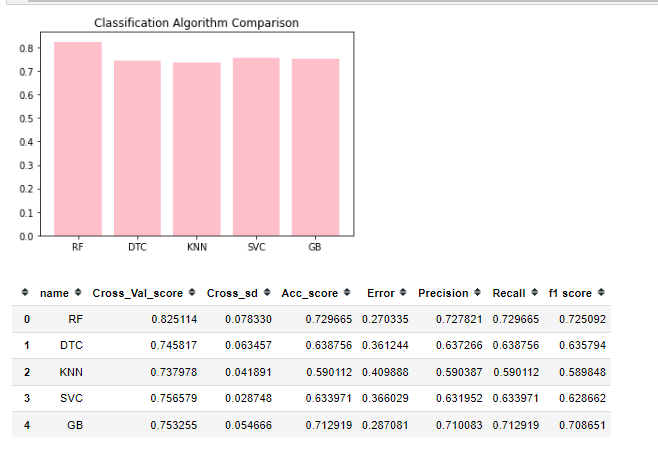 Classification Algorithm Comparison
0.8
0.7
0.6
0.5
0.4
0.3
0.2
0.1
0.0
RF DTC KNN SVC GB
name Cross_Val_score Cross_sd Acc_score Error Precision Recall f1 score
0 RF 0.825114 0.078330 0.729665 0.270335 0.727821 0.729665 0.725092
1 DTC 0.745817 0.063457 0.638756 0.361244 0.637266 0.638756 0.635794
2 KNN 0.737978 0.041891 0.590112 0.409888 0.590387 0.590112 0.589848
3 SVC 0.756579 0.028748 0.633971 0.366029 0.631952 0.633971 0.628662
4 GB 0.753255 0.054666 0.712919 0.287081 0.710083 0.712919 0.708651